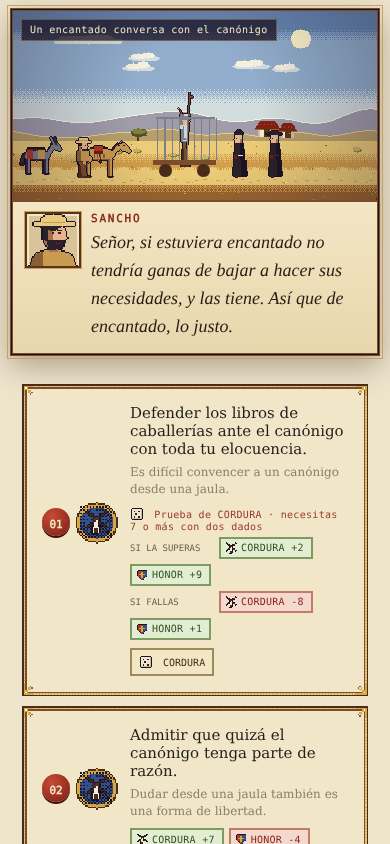 Un encantado conversa con el canónigo
SANCHO
Señor, si estuviera encantado no
tendría ganas de bajar a hacer sus
necesidades, y las tiene. Así que de
encantado, lo justo.
01
Defender los libros de
caballerías ante el canónigo
con toda tu elocuencia.
Es difícil convencer a un canónigo
desde una jaula.
Prueba de CORDURA · necesitas
7 o más con dos dados
SI LA SUPERAS CORDURA +2
HONOR +9
SI FALLAS CORDURA -8
HONOR +1
CORDURA
02
Admitir que quizá el
canónigo tenga parte de
razón.
Dudar desde una jaula también es
una forma de libertad.
CORDURA +7 HONOR -4